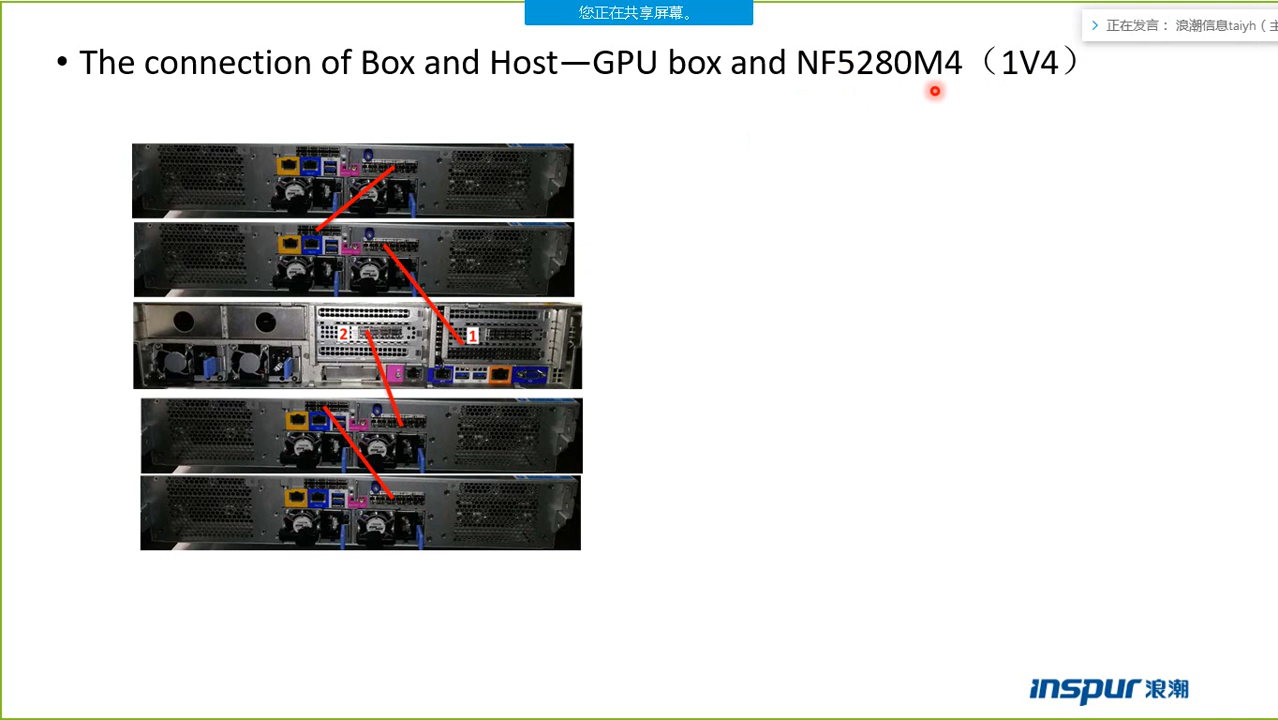 您正在共享屏幕。
正在发言： 浪潮信息taiyh（主
• The connection of Box and Host—GPU box and NF5280M4（1V4）
2
1
inspur 浪潮